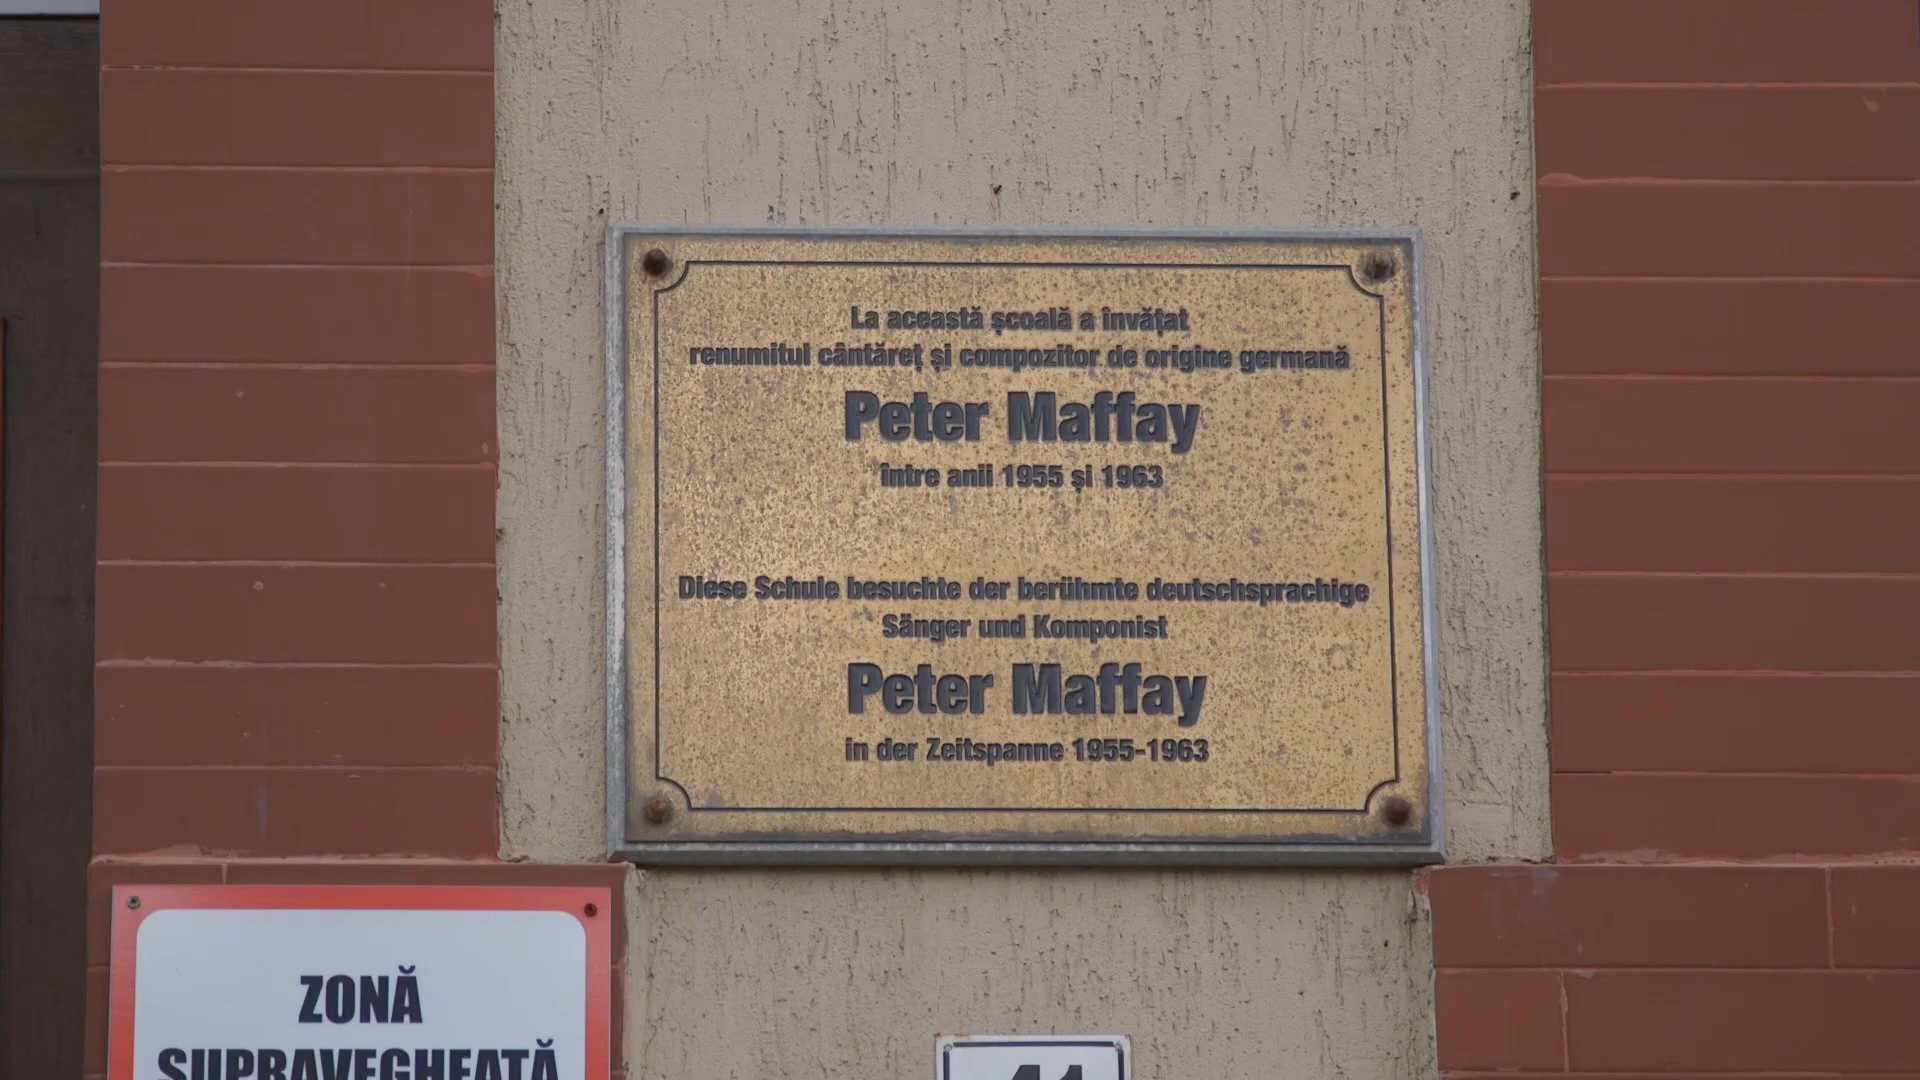 La această școală a învățat
renumitul cântăreț și compozitor de origine germană
Peter Maffay
între anii 1955 și 1963
Diese Schule besuchte der berühmte deutschsprachige
Sänger und Komponist
Peter Maffay
in der Zeitspanne 1955-1963
ZONĂ
SUPRAVEGHEATĂ